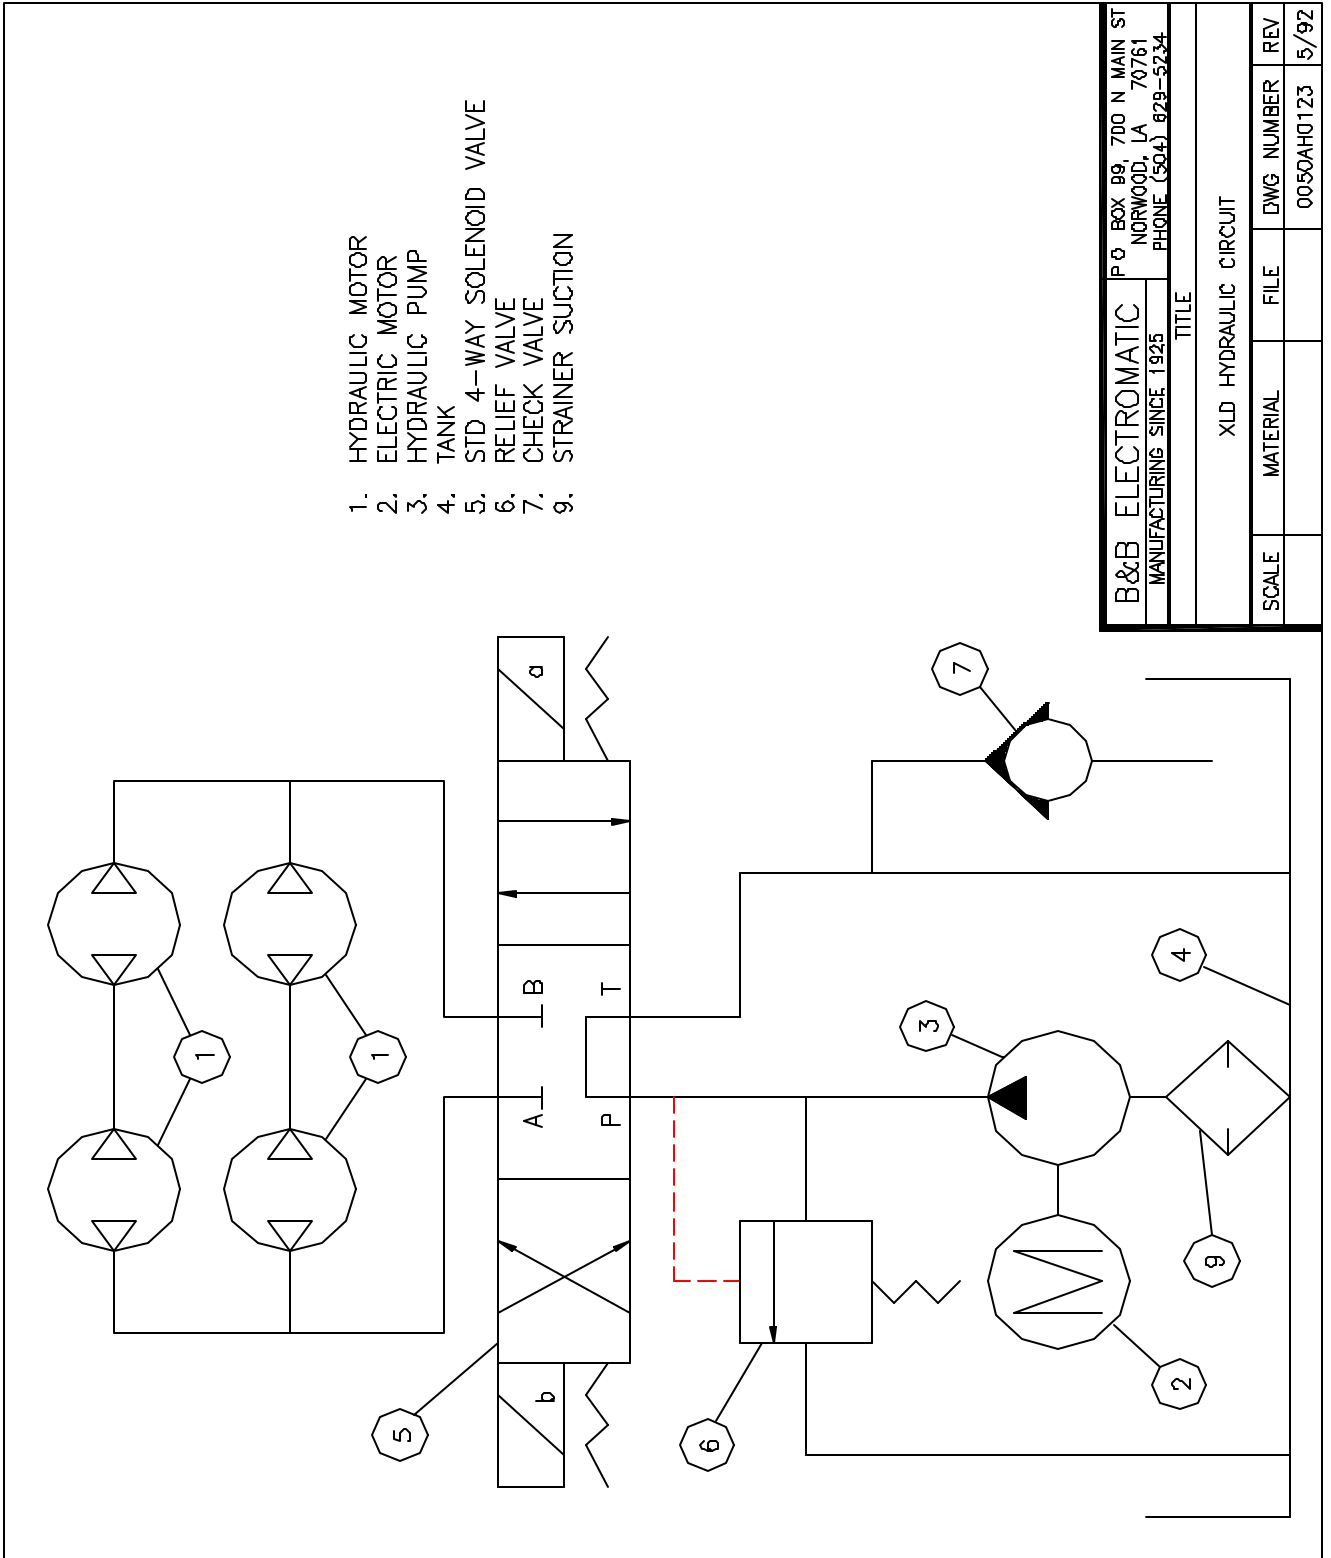 1. HYDRAULIC MOTOR
2. ELECTRIC MOTOR
3. HYDRAULIC PUMP
4. TANK
5. STD 4-WAY SOLENOID VALVE
6. RELIEF VALVE
7. CHECK VALVE
9. STRAINER SUCTION
1
1
5
b
A
B
P
T
a
6
2
3
9
4
7
B&B ELECTROMATIC
MANUFACTURING SINCE 1925
P O BOX 99, 700 N MAIN ST
NORWOOD, LA 70761
PHONE (504) 629-5234
TITLE
XLD HYDRAULIC CIRCUIT
SCALE MATERIAL FILE DWG NUMBER REV
0050AH0123 5/92